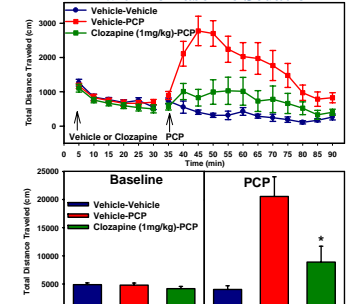 Vehicle-Vehicle
Vehicle-PCP
Clozapine (1mg/kg)-PCP
Total Distance Traveled (cm)
3000
2000
1000
0
Vehicle or Clozapine PCP
0 5 10 15 20 25 30 35 40 45 50 55 60 65 70 75 80 85 90
Time (min)
Baseline PCP
Vehicle-Vehicle
Vehicle-PCP
Clozapine (1mg/kg)-PCP
Total Distance Traveled (cm)
25000
20000
15000
10000
5000
*